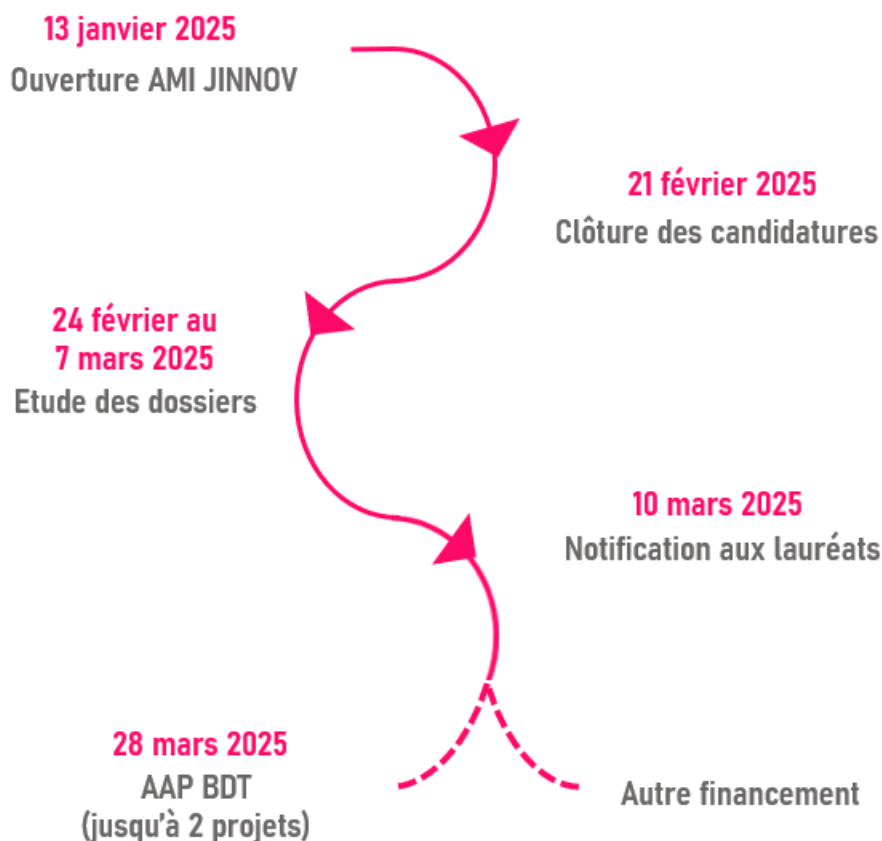 13 janvier 2025
Ouverture AMI JINNOV
21 février 2025
Clôture des candidatures
24 février au
7 mars 2025
Etude des dossiers
10 mars 2025
Notification aux lauréats
28 mars 2025
AAP BDT
(jusqu'à 2 projets)
Autre financement